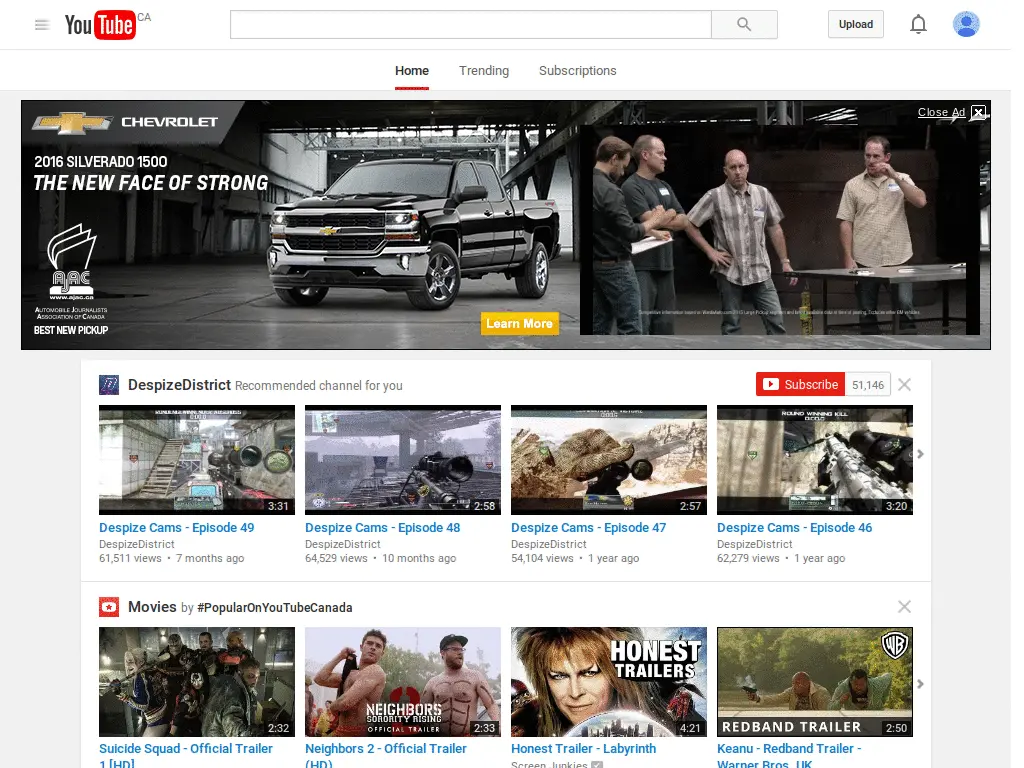 YouTube CA
Upload
Home Trending Subscriptions
Close Ad
CHEVROLET
2016 SILVERADO 1500
THE NEW FACE OF STRONG
AJAC
www.ajac.ca
AUTOMOBILE JOURNALISTS
ASSOCIATION OF CANADA
BEST NEW PICKUP
Learn More
DespizeDistrict Recommended channel for you
Subscribe 51,146
ROUND WINNING KILL
3:31 2:58 2:57 3:20
Despize Cams - Episode 49
DespizeDistrict
61,511 views • 7 months ago
Despize Cams - Episode 48
DespizeDistrict
64,529 views • 10 months ago
Despize Cams - Episode 47
DespizeDistrict
54,104 views • 1 year ago
Despize Cams - Episode 46
DespizeDistrict
62,279 views • 1 year ago
Movies by #PopularOnYouTubeCanada
2:32
NEIGHBORS
SORORITY RISING
OFFICIAL TRAILER
2:33
HONEST
TRAILERS
4:21
WB
REDBAND TRAILER
2:50
Suicide Squad - Official Trailer
1 [HD]
Neighbors 2 - Official Trailer
(HD)
Honest Trailer - Labyrinth
Screen Junkies
Keanu - Redband Trailer -
Warner Bros. UK